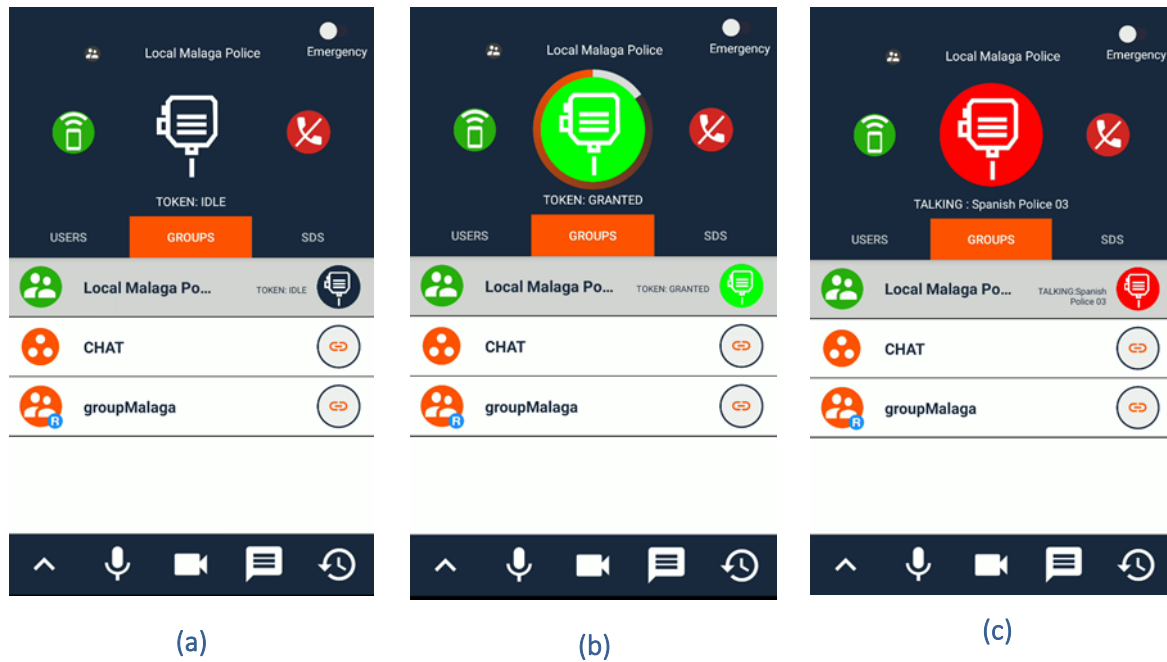 Local Malaga Police
Emergency
TOKEN: IDLE
USERS GROUPS SDS
Local Malaga Po... TOKEN: IDLE
CHAT
groupMalaga
R
(a)
Local Malaga Police
Emergency
TOKEN: GRANTED
USERS GROUPS SDS
Local Malaga Po... TOKEN: GRANTED
CHAT
groupMalaga
R
(b)
Local Malaga Police
Emergency
TALKING : Spanish Police 03
USERS GROUPS SDS
Local Malaga Po... TALKING:Spanish
Police 03
CHAT
groupMalaga
R
(c)